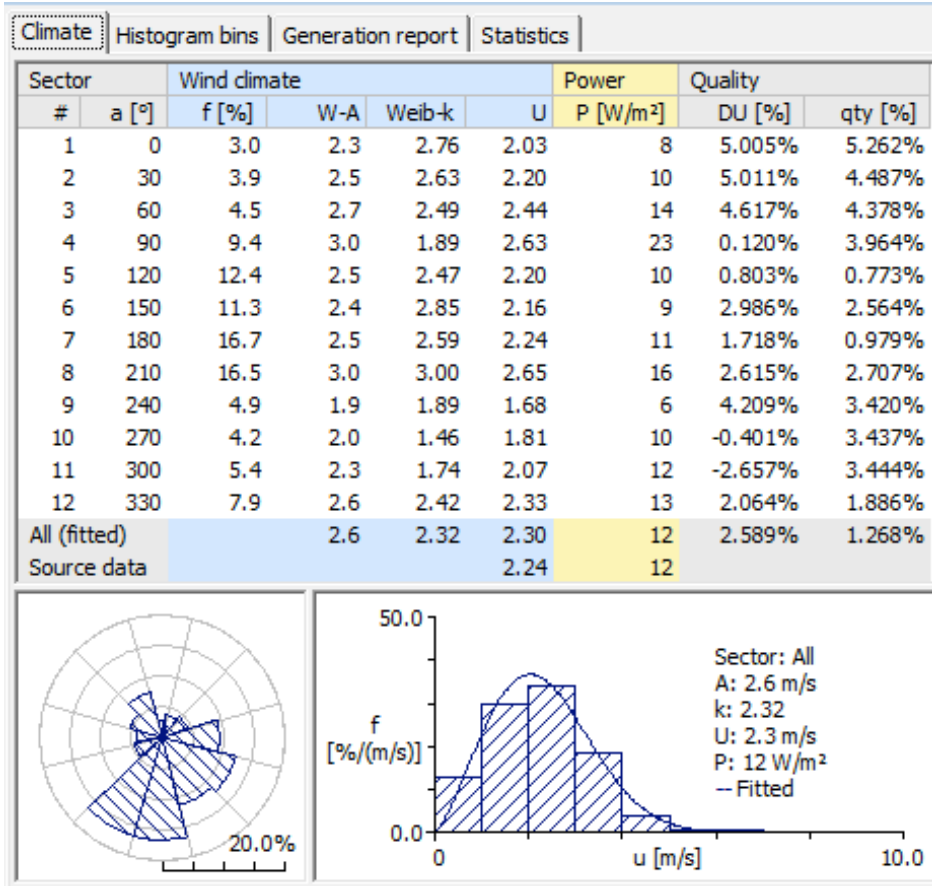 Climate Histogram bins Generation report Statistics
Sector Wind climate Power Quality
# a [°] f [%] W-A Weib-k U P [W/m²] DU [%] qty [%]
1 0 3.0 2.3 2.76 2.03 8 5.005% 5.262%
2 30 3.9 2.5 2.63 2.20 10 5.011% 4.487%
3 60 4.5 2.7 2.49 2.44 14 4.617% 4.378%
4 90 9.4 3.0 1.89 2.63 23 0.120% 3.964%
5 120 12.4 2.5 2.47 2.20 10 0.803% 0.773%
6 150 11.3 2.4 2.85 2.16 9 2.986% 2.564%
7 180 16.7 2.5 2.59 2.24 11 1.718% 0.979%
8 210 16.5 3.0 3.00 2.65 16 2.615% 2.707%
9 240 4.9 1.9 1.89 1.68 6 4.209% 3.420%
10 270 4.2 2.0 1.46 1.81 10 -0.401% 3.437%
11 300 5.4 2.3 1.74 2.07 12 -2.657% 3.444%
12 330 7.9 2.6 2.42 2.33 13 2.064% 1.886%
All (fitted) 2.6 2.32 2.30 12 2.589% 1.268%
Source data 2.24 12
20.0%
50.0
f
[%/(m/s)]
0.0
0 u [m/s] 10.0
Sector: All
A: 2.6 m/s
k: 2.32
U: 2.3 m/s
P: 12 W/m²
-- Fitted